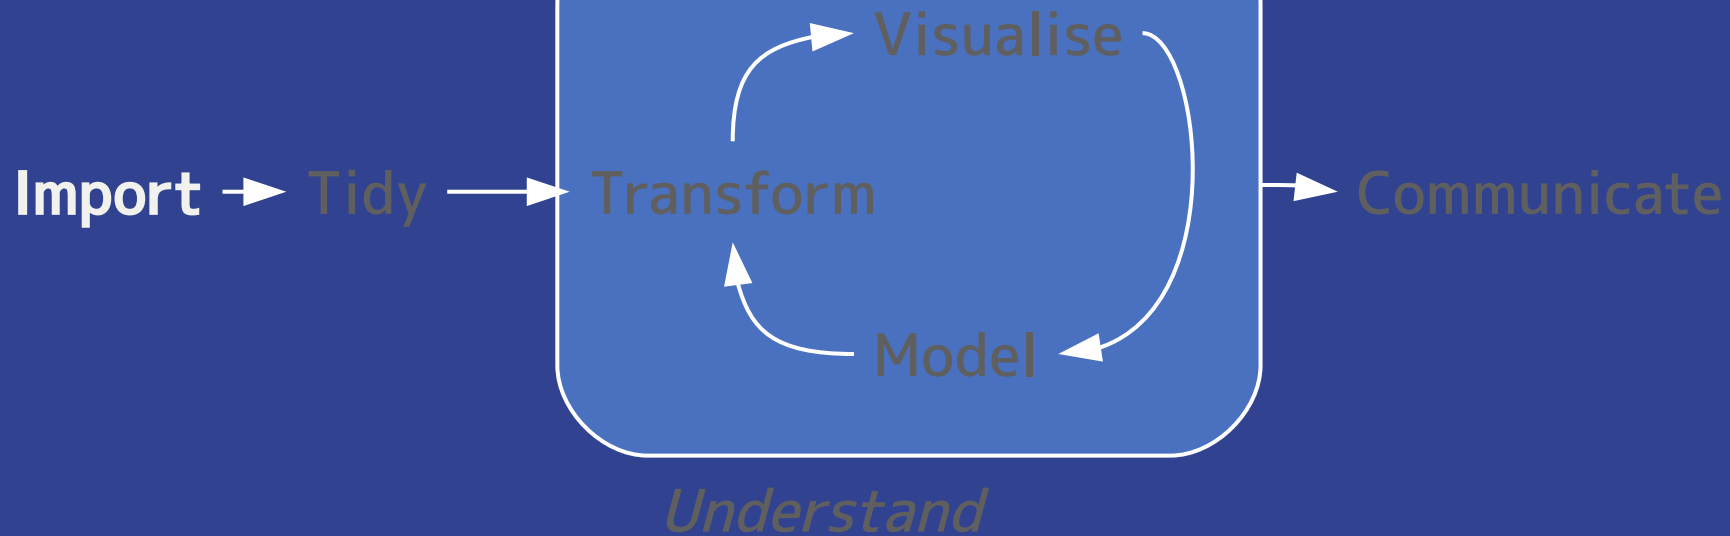 Visualise
Import
Tidy
Transform
Communicate
Model
Understand